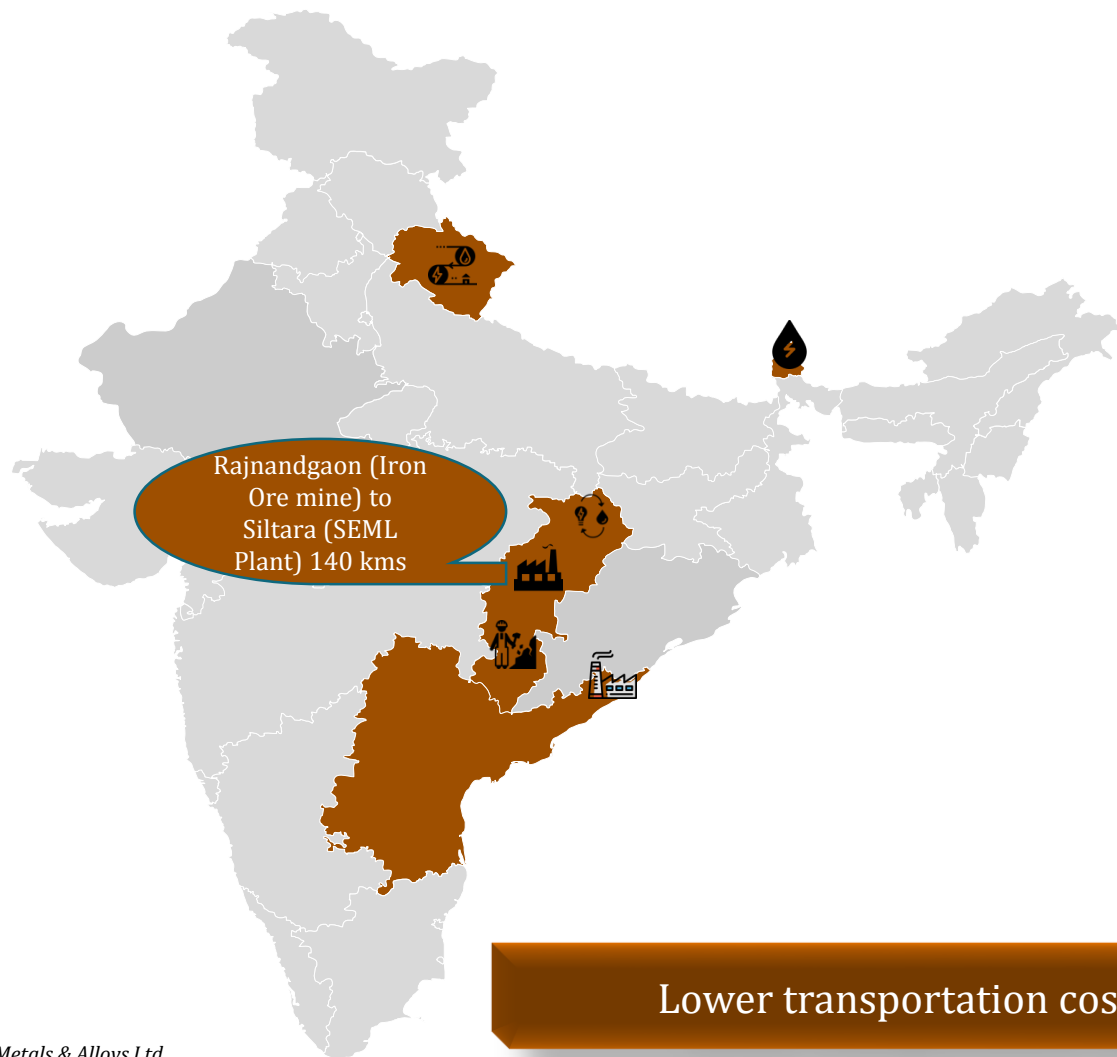 Rajnandgaon (Iron
Ore mine) to
Siltara (SEML
Plant) 140 kms
Lower transportation cos
Metals & Alloys Ltd